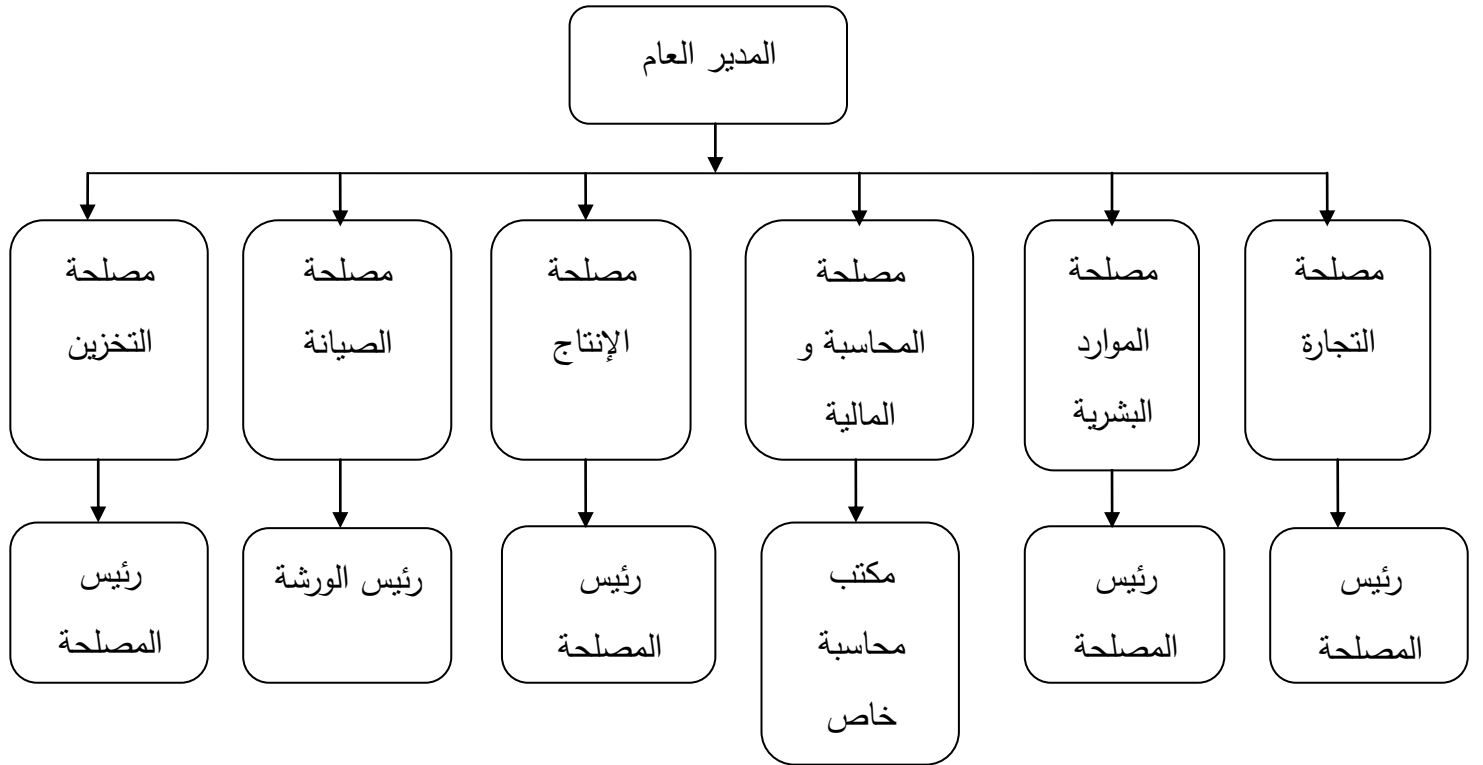 المدير العام
مصلحة
التجارة
مصلحة
الموارد
البشرية
مصلحة
المحاسبة و
المالية
مصلحة
الإنتاج
مصلحة
الصيانة
مصلحة
التخزين
رئيس
المصلحة
رئيس
المصلحة
مكتب
محاسبة
خاص
رئيس
المصلحة
رئيس الورشة
رئيس
المصلحة